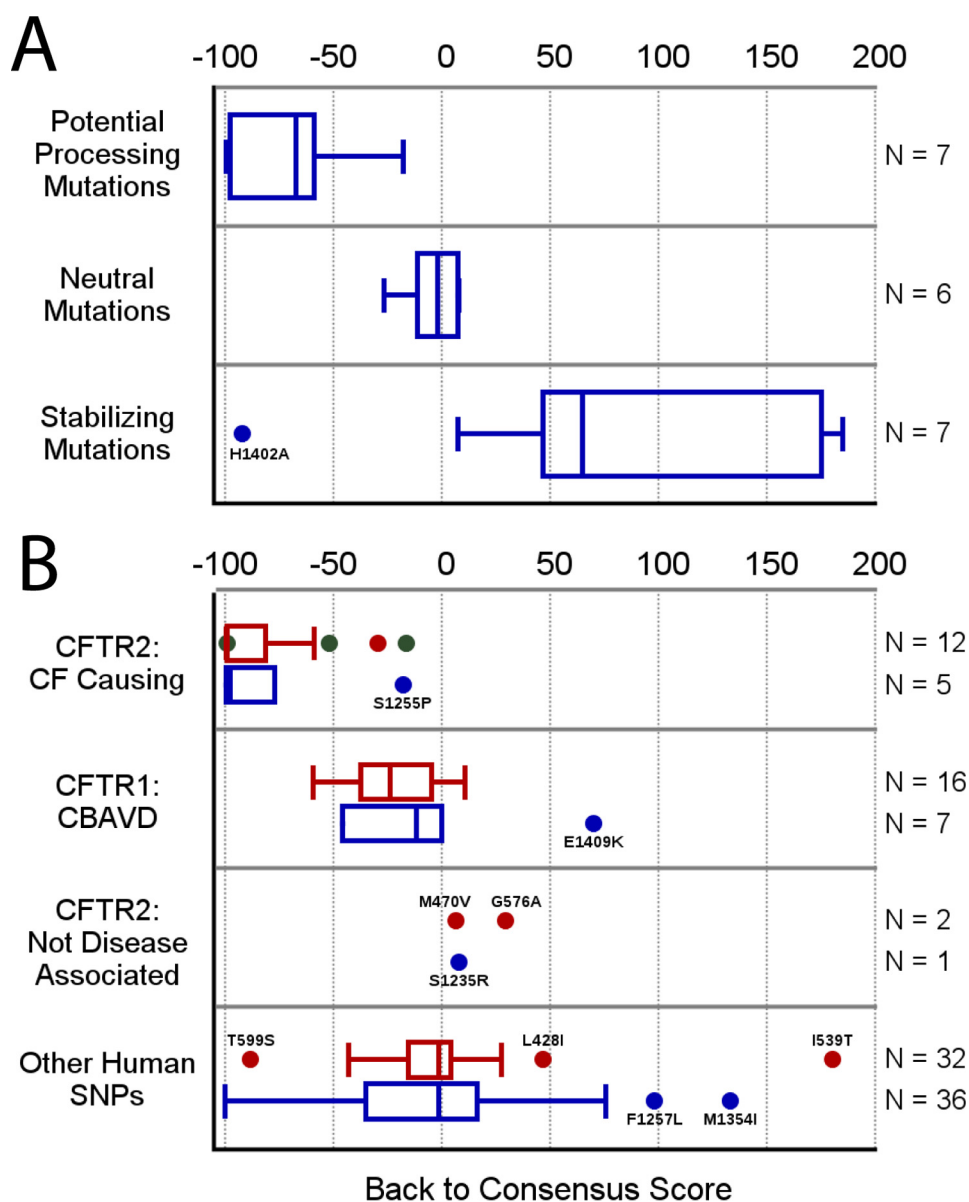 A
-100 -50 0 50 100 150 200
Potential
Processing
Mutations
N = 7
Neutral
Mutations
N = 6
Stabilizing
Mutations
H1402A
N = 7
B
-100 -50 0 50 100 150 200
CFTR2:
CF Causing
S1255P
N = 12
N = 5
CFTR1:
CBAVD
E1409K
N = 16
N = 7
CFTR2:
Not Disease
Associated
M470V G576A
S1235R
N = 2
N = 1
Other Human
SNPs
T599S L428I I539T
F1257L M1354I
N = 32
N = 36
Back to Consensus Score